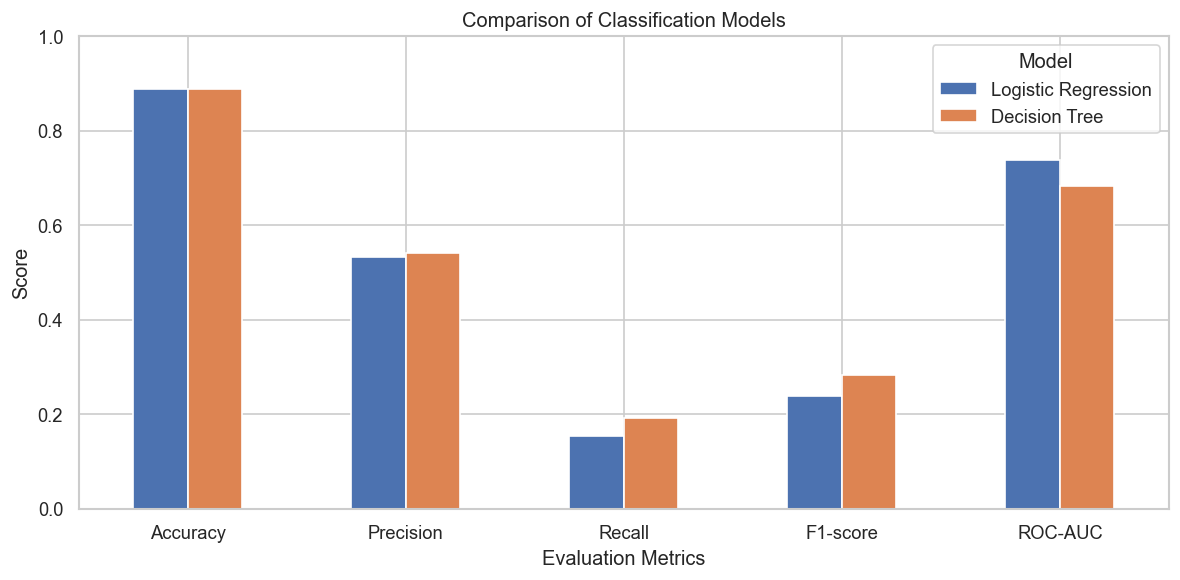 Comparison of Classification Models
1.0
0.8
0.6
0.4
0.2
0.0
Score
Model
Logistic Regression
Decision Tree
Accuracy
Precision
Recall
F1-score
ROC-AUC
Evaluation Metrics